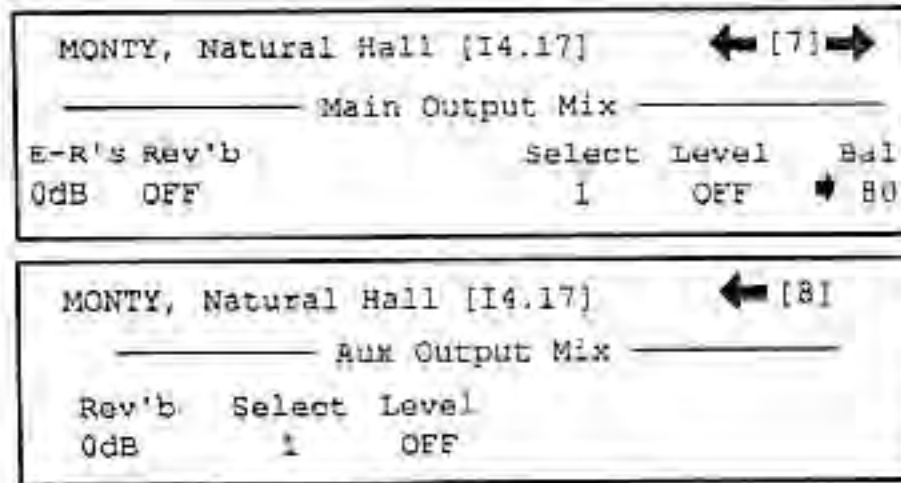 MONTY, Natural Hall [I4.17] [7]
Main Output Mix
E-R's Rev'b Select Level Bal
0dB OFF 1 OFF 80
MONTY, Natural Hall [I4.17] [8]
Aux Output Mix
Rev'b Select Level
0dB 1 OFF